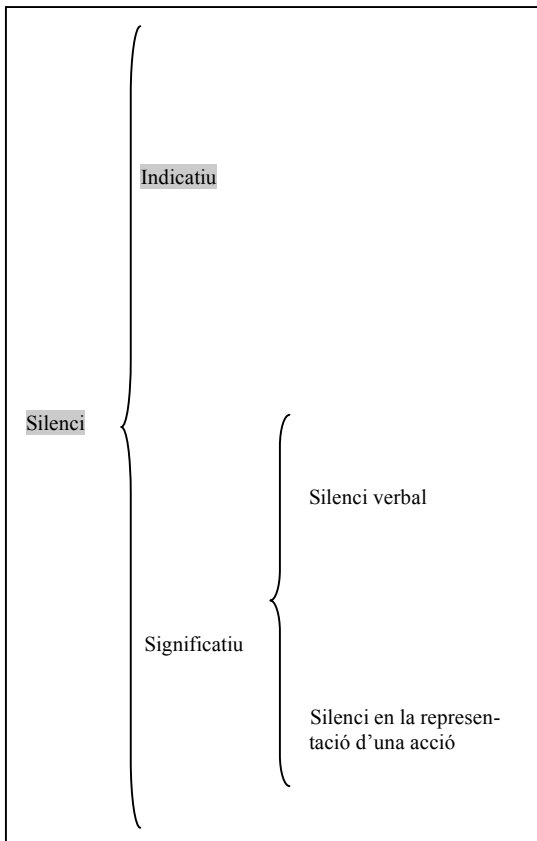 Indicatiu
Silenci
Silenci verbal
Significatiu
Silenci en la represen-
tació d’una acció